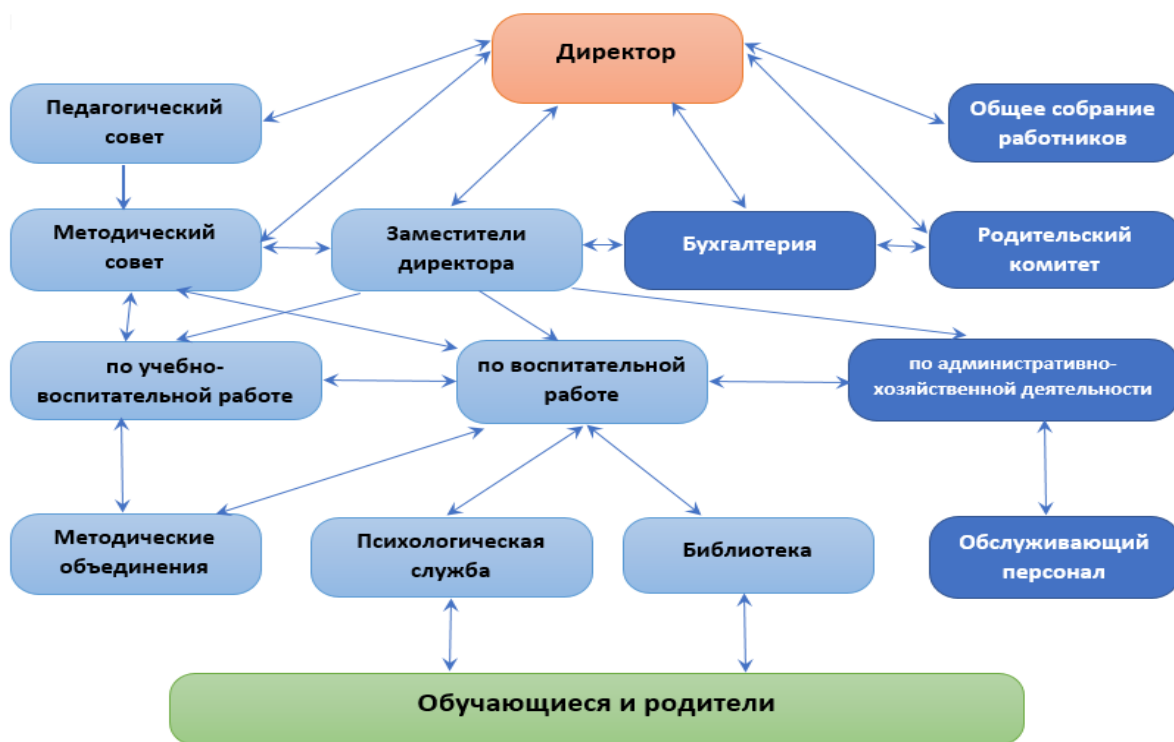 Директор
Педагогический
совет
Общее собрание
работников
Методический
совет
Заместители
директора
Бухгалтерия
Родительский
комитет
по учебно-
воспитательной работе
по воспитательной
работе
по административно-
хозяйственной деятельности
Методические
объединения
Психологическая
служба
Библиотека
Обслуживающий
персонал
Обучающиеся и родители